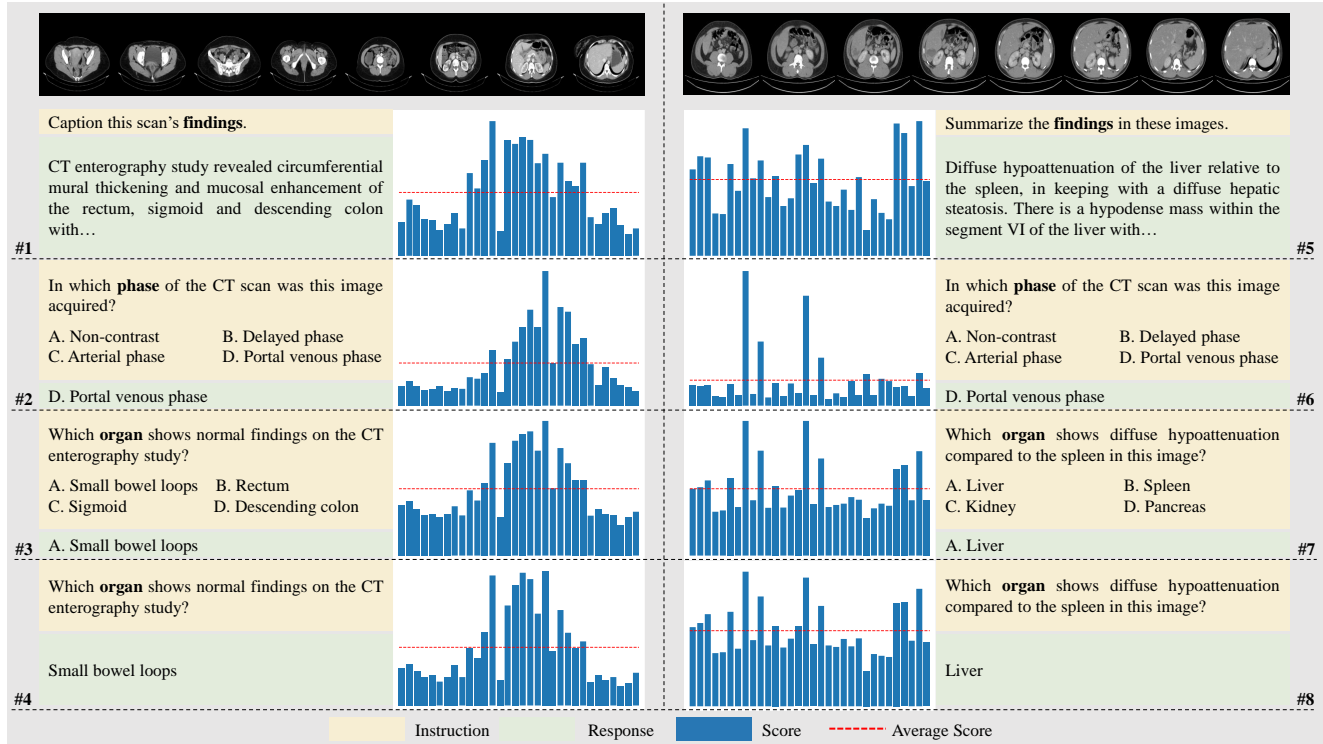 Caption this scan's findings.
CT enterography study revealed circumferential
mural thickening and mucosal enhancement of
the rectum, sigmoid and descending colon
with…
#1
In which phase of the CT scan was this image
acquired?
A. Non-contrast B. Delayed phase
C. Arterial phase D. Portal venous phase
D. Portal venous phase
#2
Which organ shows normal findings on the CT
enterography study?
A. Small bowel loops B. Rectum
C. Sigmoid D. Descending colon
A. Small bowel loops
#3
Which organ shows normal findings on the CT
enterography study?
Small bowel loops
#4
Summarize the findings in these images.
Diffuse hypoattenuation of the liver relative to
the spleen, in keeping with a diffuse hepatic
steatosis. There is a hypodense mass within the
segment VI of the liver with…
#5
In which phase of the CT scan was this image
acquired?
A. Non-contrast B. Delayed phase
C. Arterial phase D. Portal venous phase
D. Portal venous phase
#6
Which organ shows diffuse hypoattenuation
compared to the spleen in this image?
A. Liver B. Spleen
C. Kidney D. Pancreas
A. Liver
#7
Which organ shows diffuse hypoattenuation
compared to the spleen in this image?
Liver
#8
Instruction Response Score Average Score